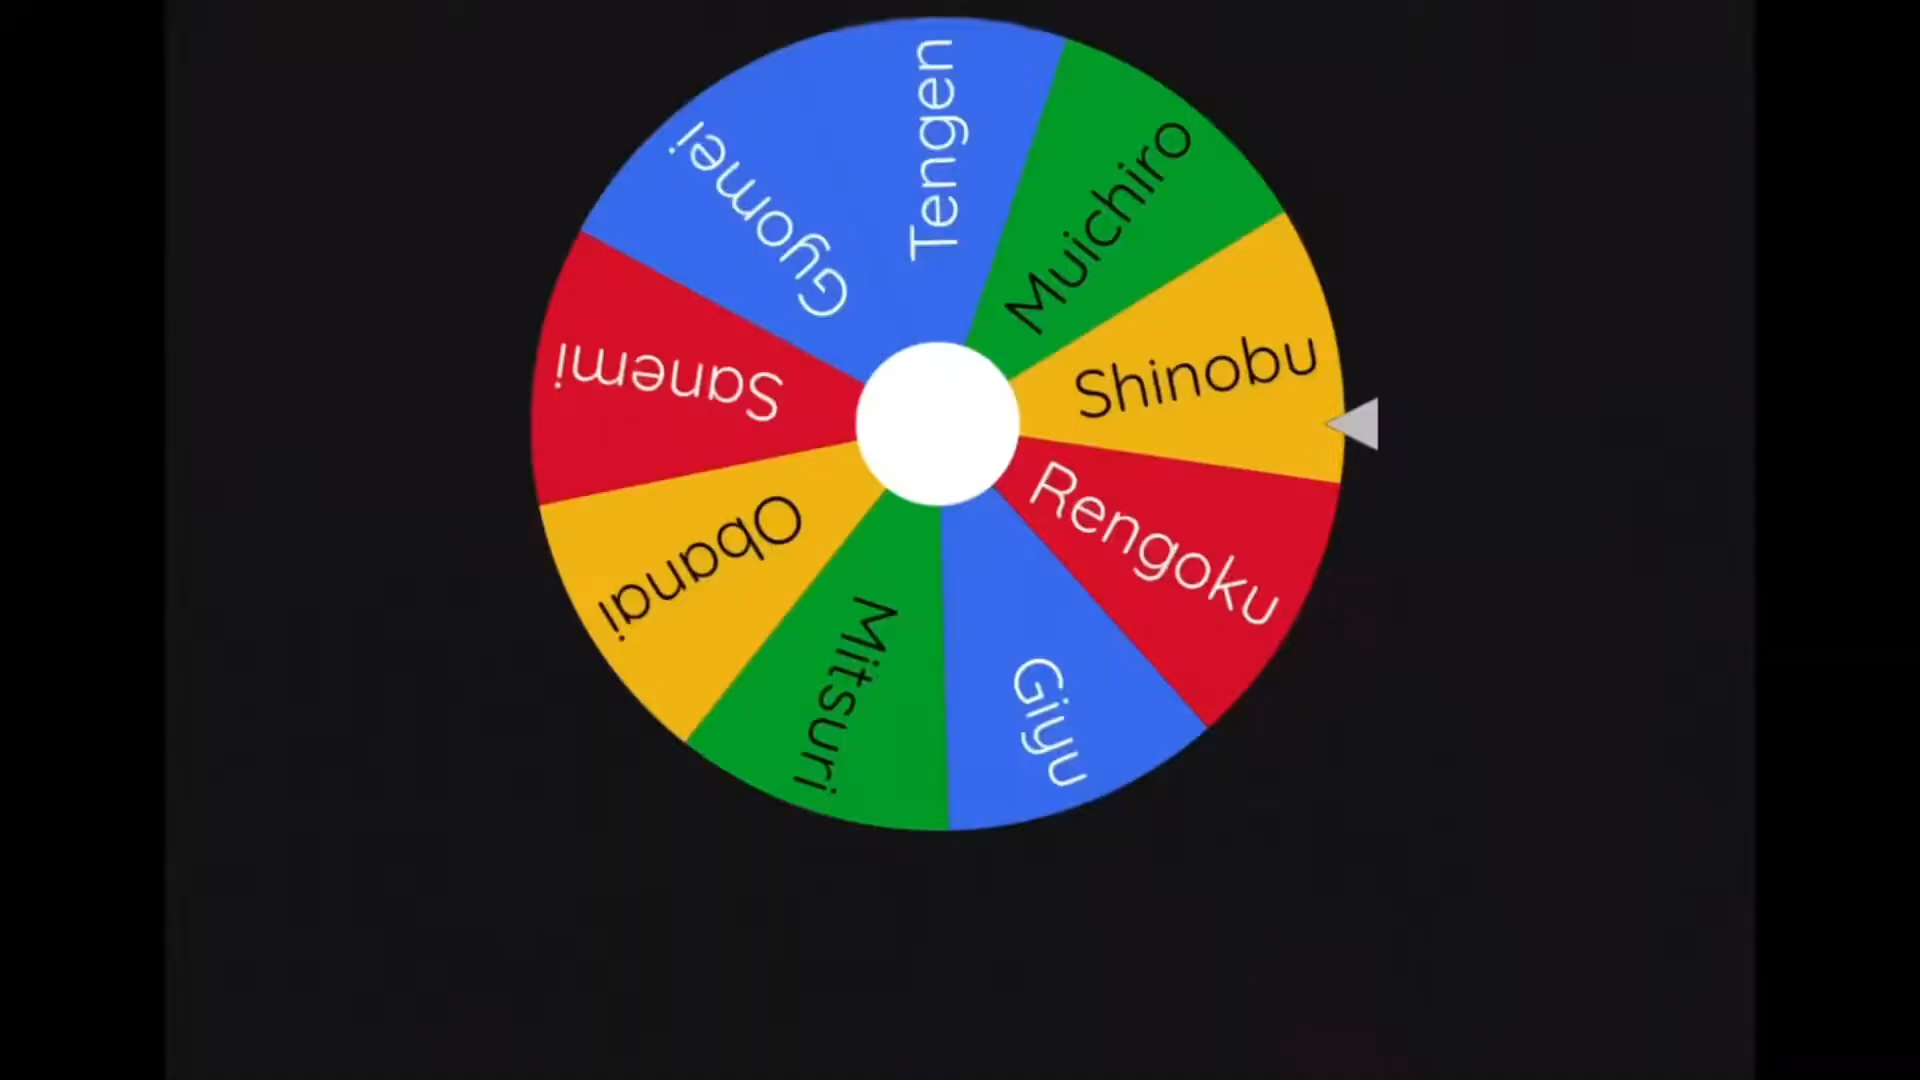 Tengen
Muichiro
Shinobu
Rengoku
Giyu
Mitsuri
Obanai
Sanemi
Gyomei